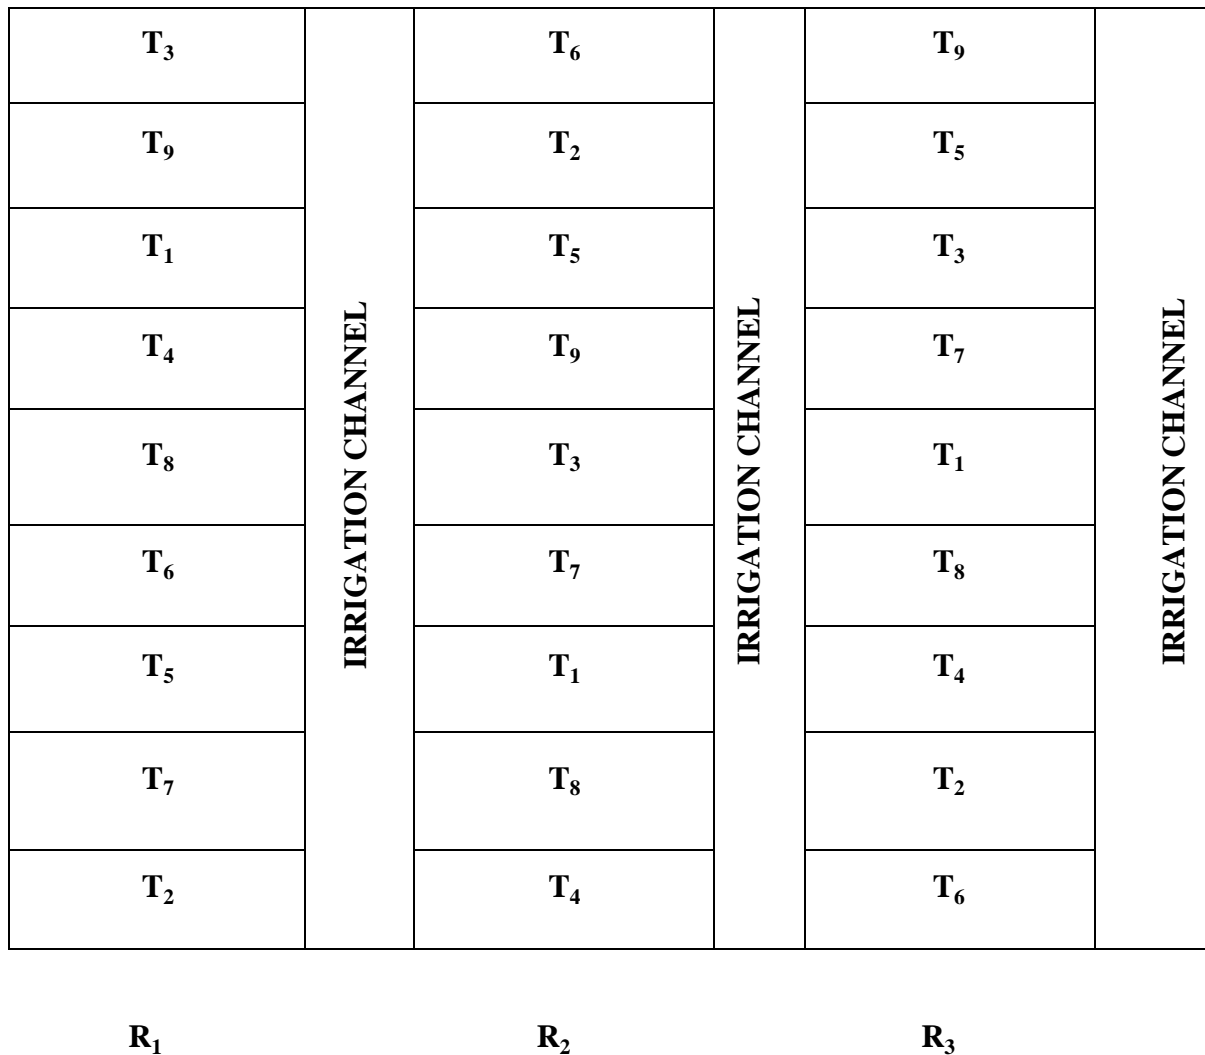 T₃ T₆ T₉
T₉ T₂ T₅
T₁ T₅ T₃
T₄ T₉ T₇
T₈ T₃ T₁
T₆ T₇ T₈
T₅ T₁ T₄
T₇ T₈ T₂
T₂ T₄ T₆
IRRIGATION CHANNEL
IRRIGATION CHANNEL
IRRIGATION CHANNEL
R₁ R₂ R₃